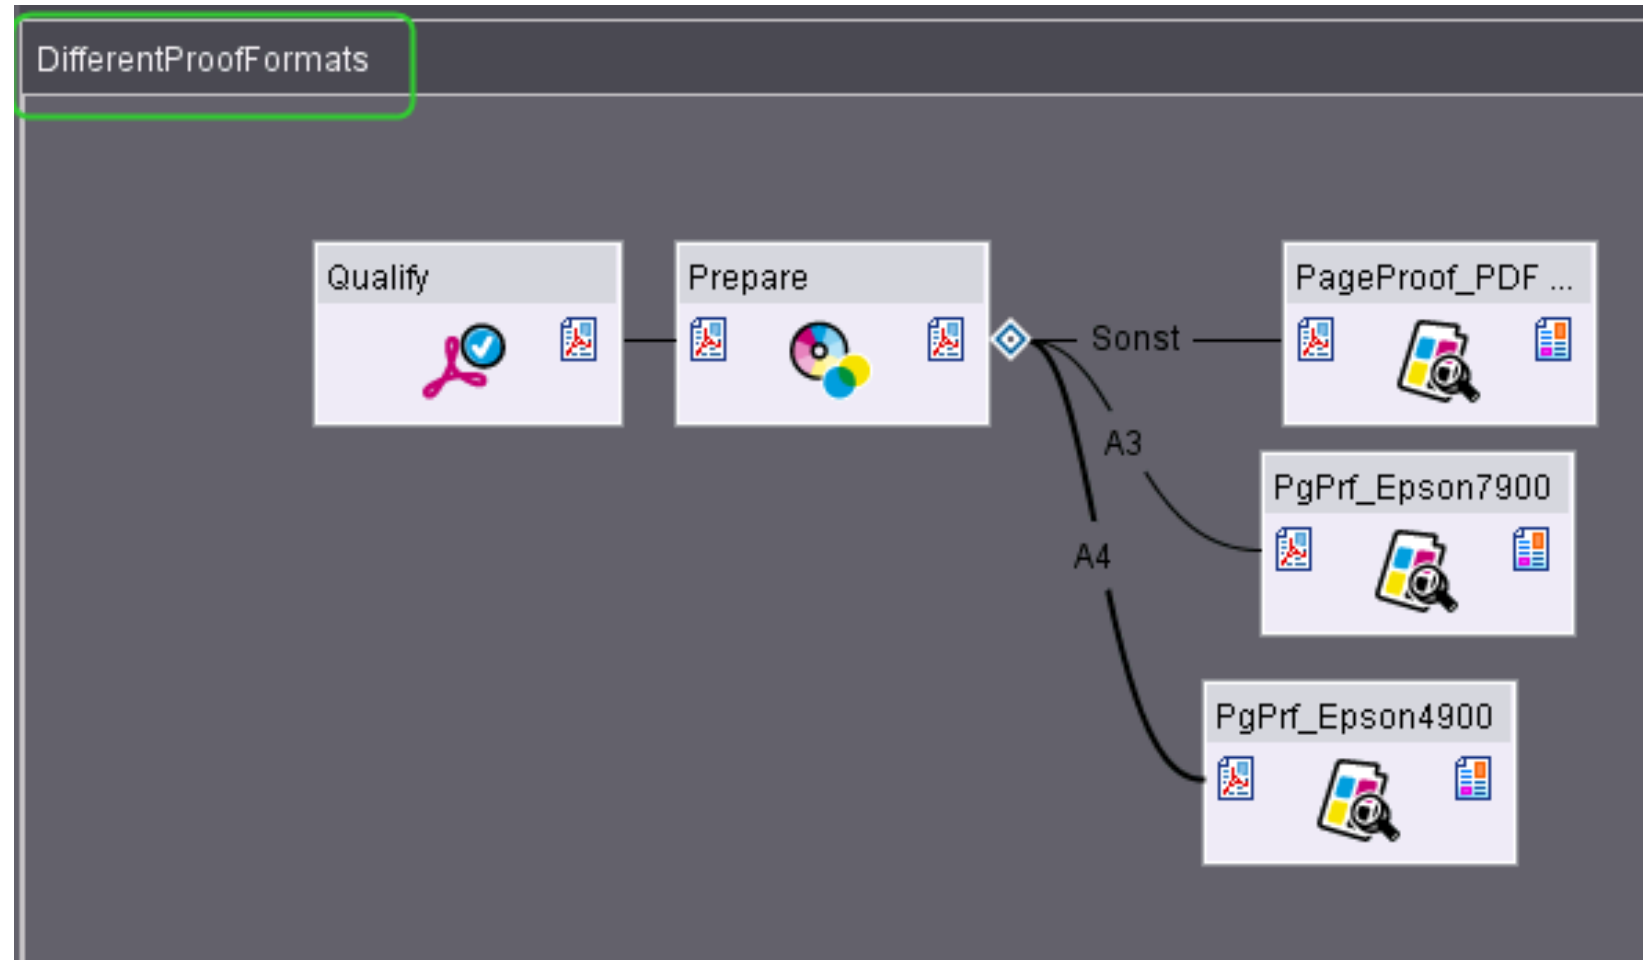 DifferentProofFormats
Qualify
Prepare
Sonst
PageProof_PDF ...
A3
PgPrf_Epson7900
A4
PgPrf_Epson4900